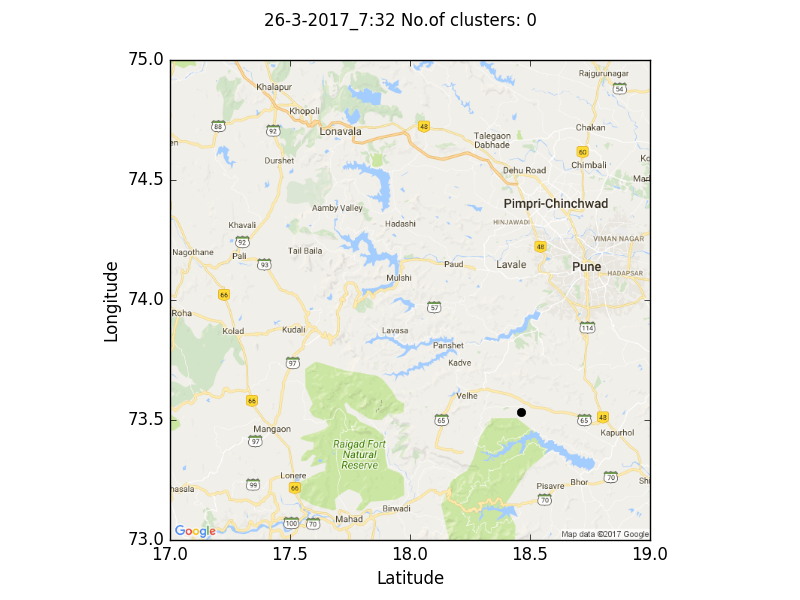 26-3-2017_7:32 No.of clusters: 0
75.0
74.5
74.0
73.5
73.0
17.0
17.5
18.0
18.5
19.0
Longitude
Latitude
Rajgurunagar
54
Khalapur
Khopoli
88
92
Lonavala
48
Chakan
Talegaon
Dabhade
60
Durshet
Dehu Road
Chimbali
Pimpri-Chinchwad
Aamby Valley
Hadashi
HINJAWADI
Khavali
92
Pali
Nagothane
93
Tail Baila
48
VIMAN NAGAR
Paud
Lavale
Pune
HADAPSAR
Mulshi
66
57
Roha
Kolad
Kudali
Lavasa
114
Panshet
97
Kadve
66
Velhe
65
72
48
Mangaon
97
Kapurhol
Raigad Fort
Natural
Reserve
Lonere
99
66
Pisavre
Bhor
70
70
Birwadi
100
70
Mahad
Google
Map data ©2017 Google